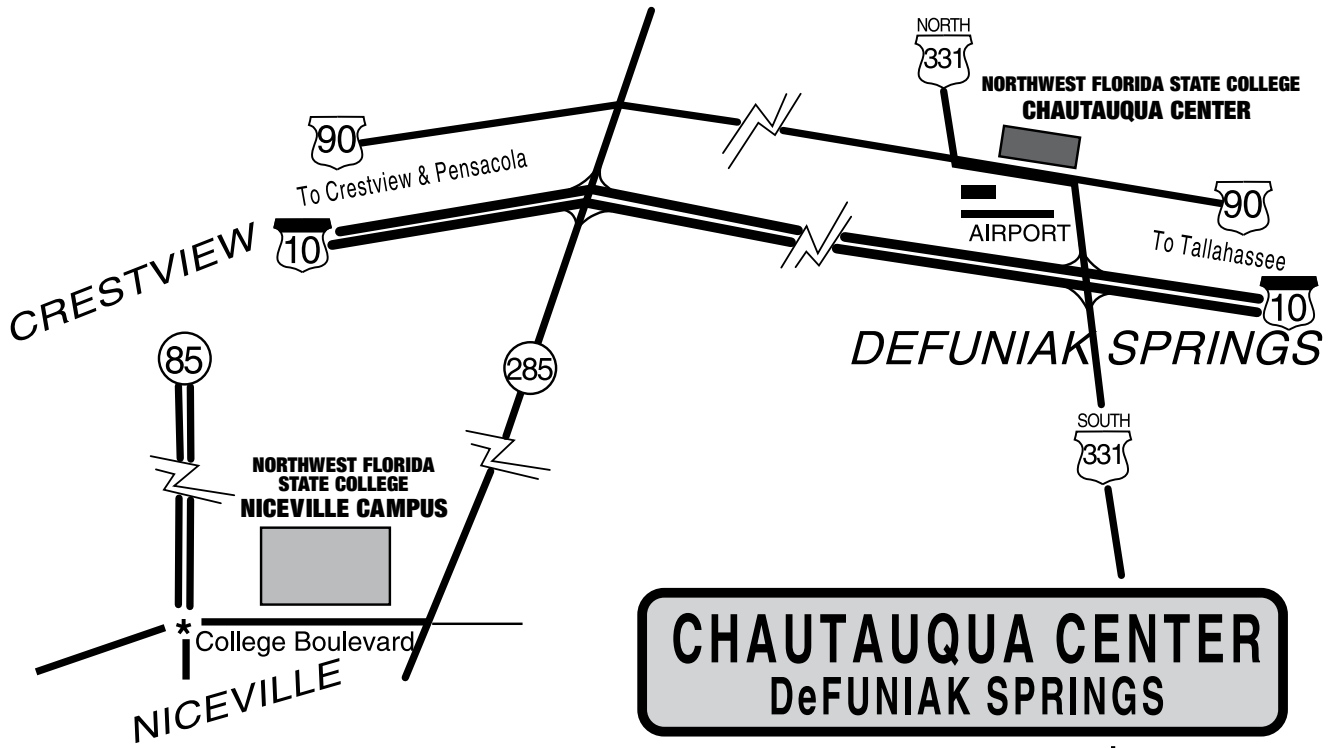 NORTH
331
NORTHWEST FLORIDA STATE COLLEGE
CHAUTAUQUA CENTER
90
To Crestview & Pensacola
90
To Tallahassee
AIRPORT
CRESTVIEW
10
10
DEFUNIAK SPRINGS
85
285
SOUTH
331
NORTHWEST FLORIDA
STATE COLLEGE
NICEVILLE CAMPUS
*
College Boulevard
NICEVILLE
CHAUTAUQUA CENTER
DeFUNIAK SPRINGS